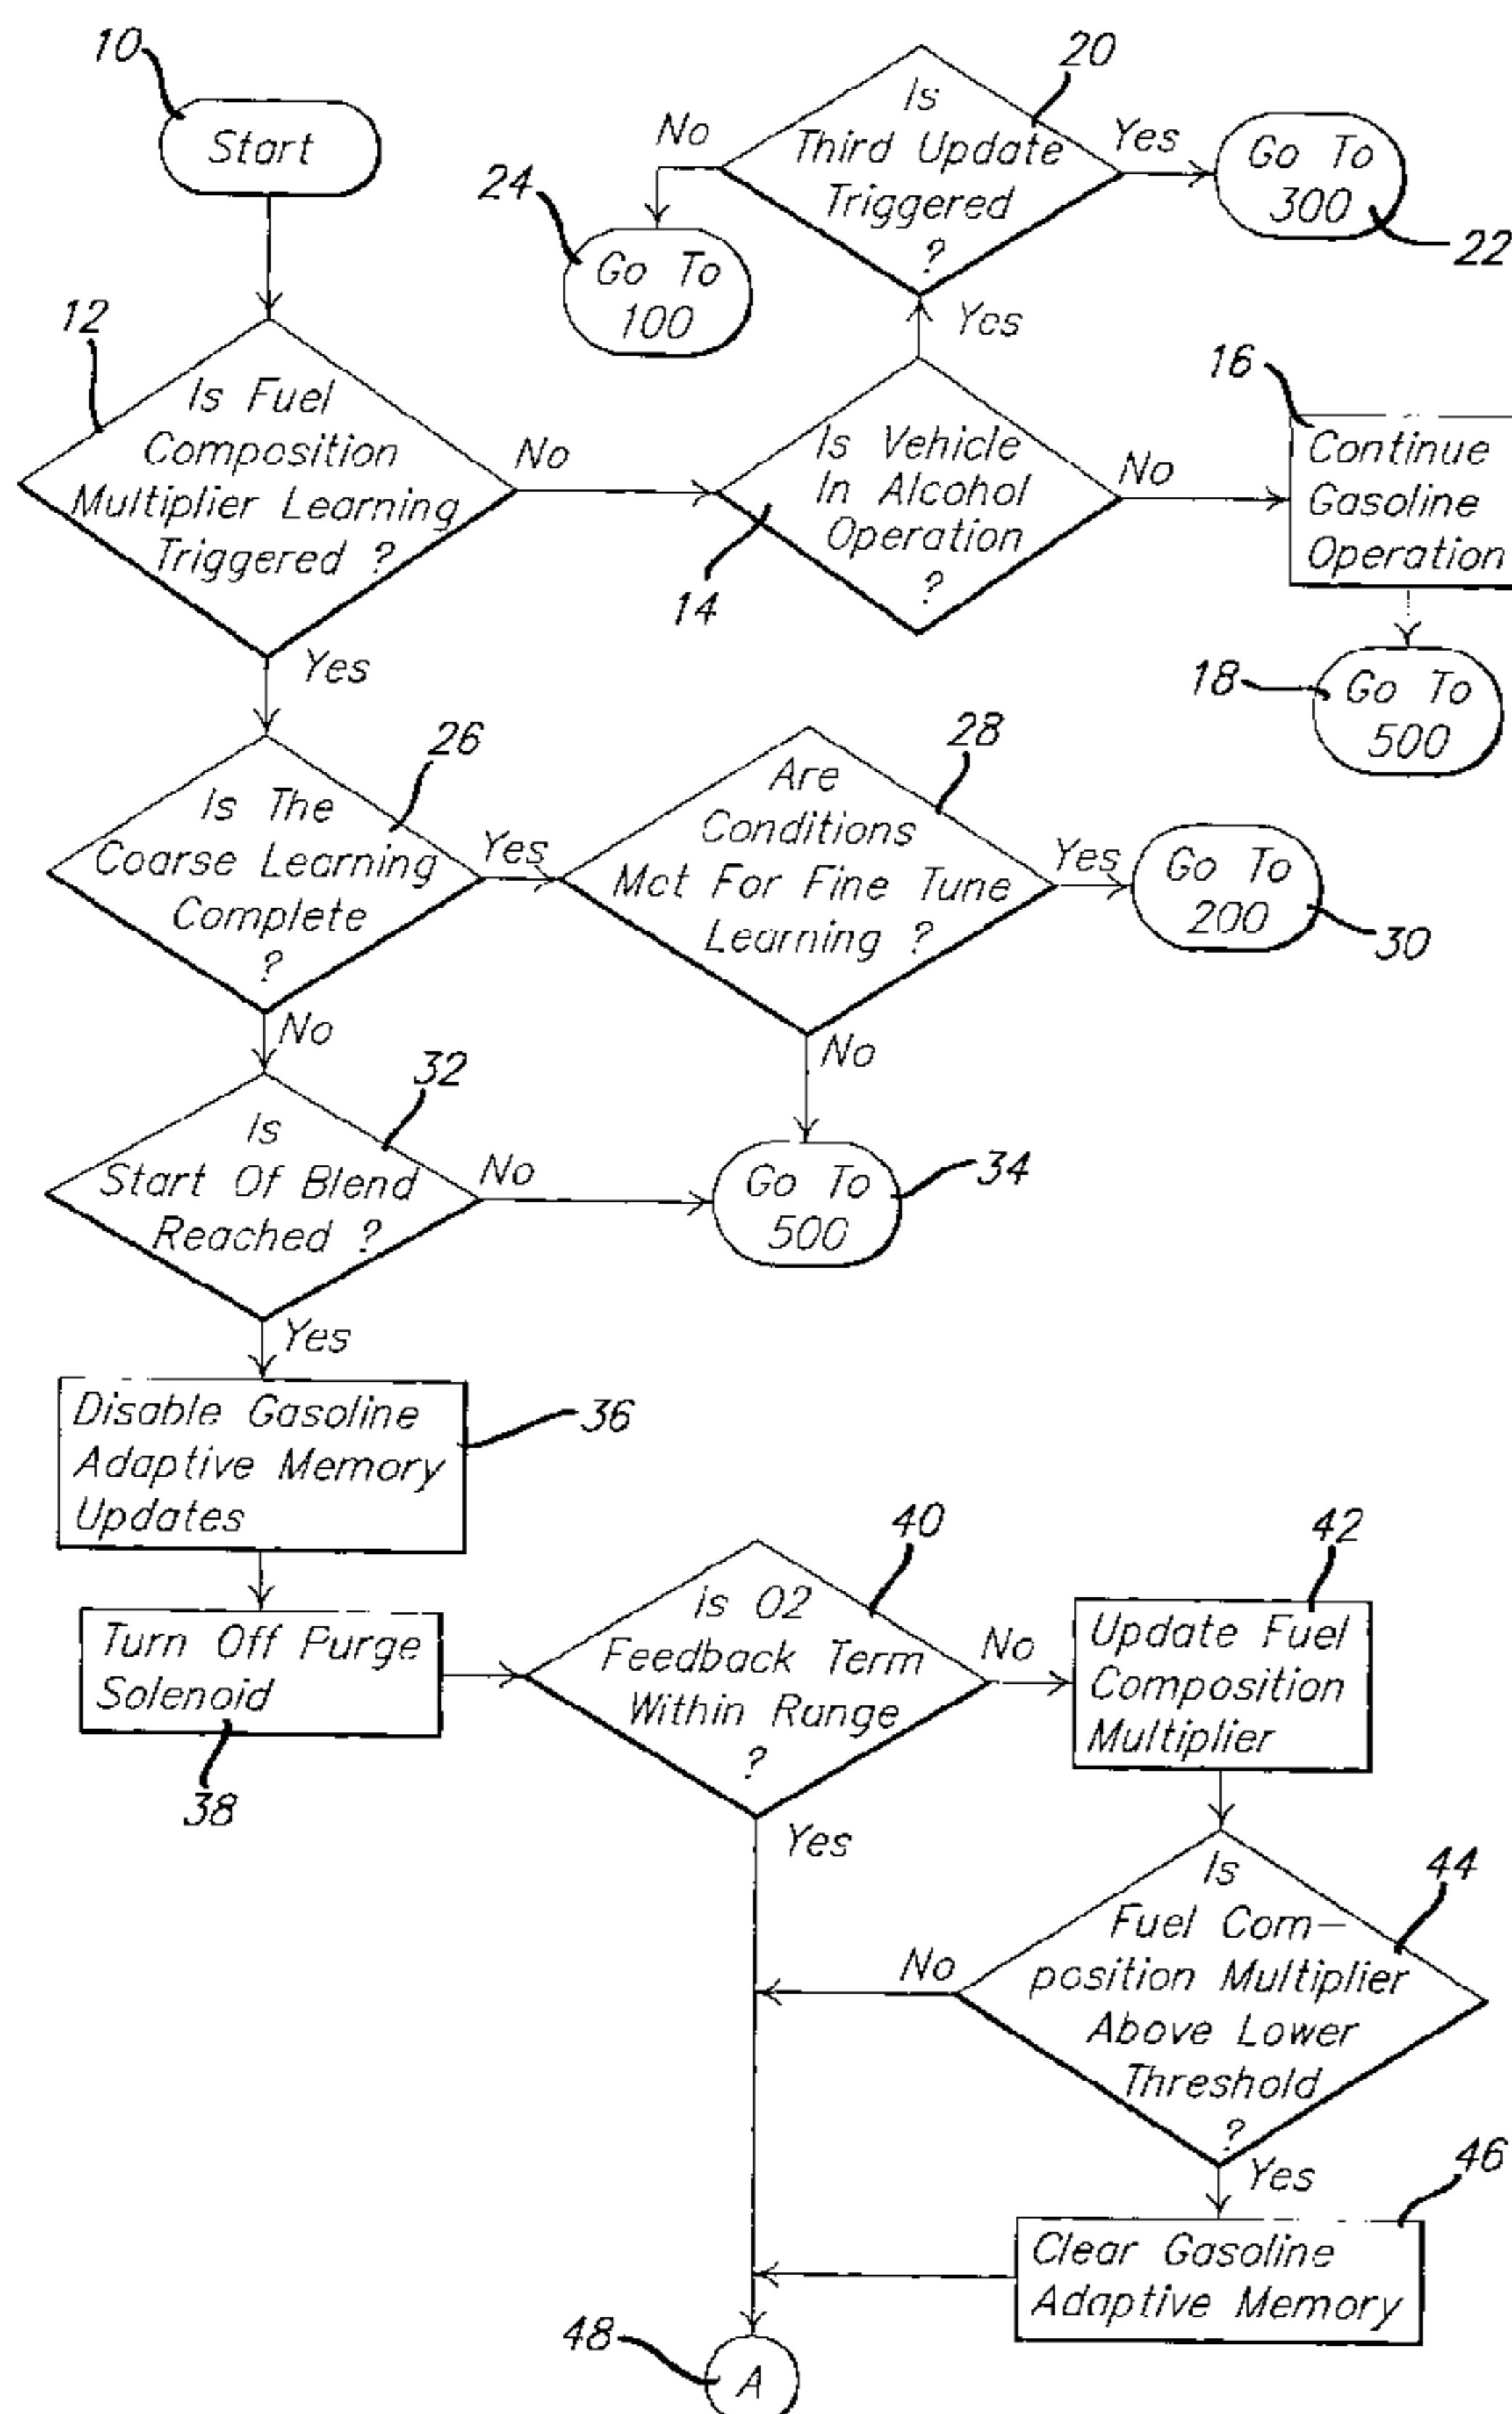 10
Start
12
Is Fuel
Composition
Multiplier Learning
Triggered ?
No
Yes
14
Is Vehicle
In Alcohol
Operation
?
Yes
No
16
Continue
Gasoline
Operation
18
Go To
500
20
Is
Third Update
Triggered
?
No
Yes
Go To
300
22
24
Go To
100
26
Is The
Coarse Learning
Complete
?
Yes
No
28
Are
Conditions
Met For Fine Tune
Learning ?
Yes
No
Go To
200
30
32
Is
Start Of Blend
Reached ?
No
Yes
Go To
500
34
Disable Gasoline
Adaptive Memory
Updates
36
Turn Off Purge
Solenoid
38
40
Is O2
Feedback Term
Within Range
?
No
Yes
42
Update Fuel
Composition
Multiplier
44
Is
Fuel Com-
position Multiplier
Above Lower
Threshold
?
No
Yes
46
Clear Gasoline
Adaptive Memory
48
A